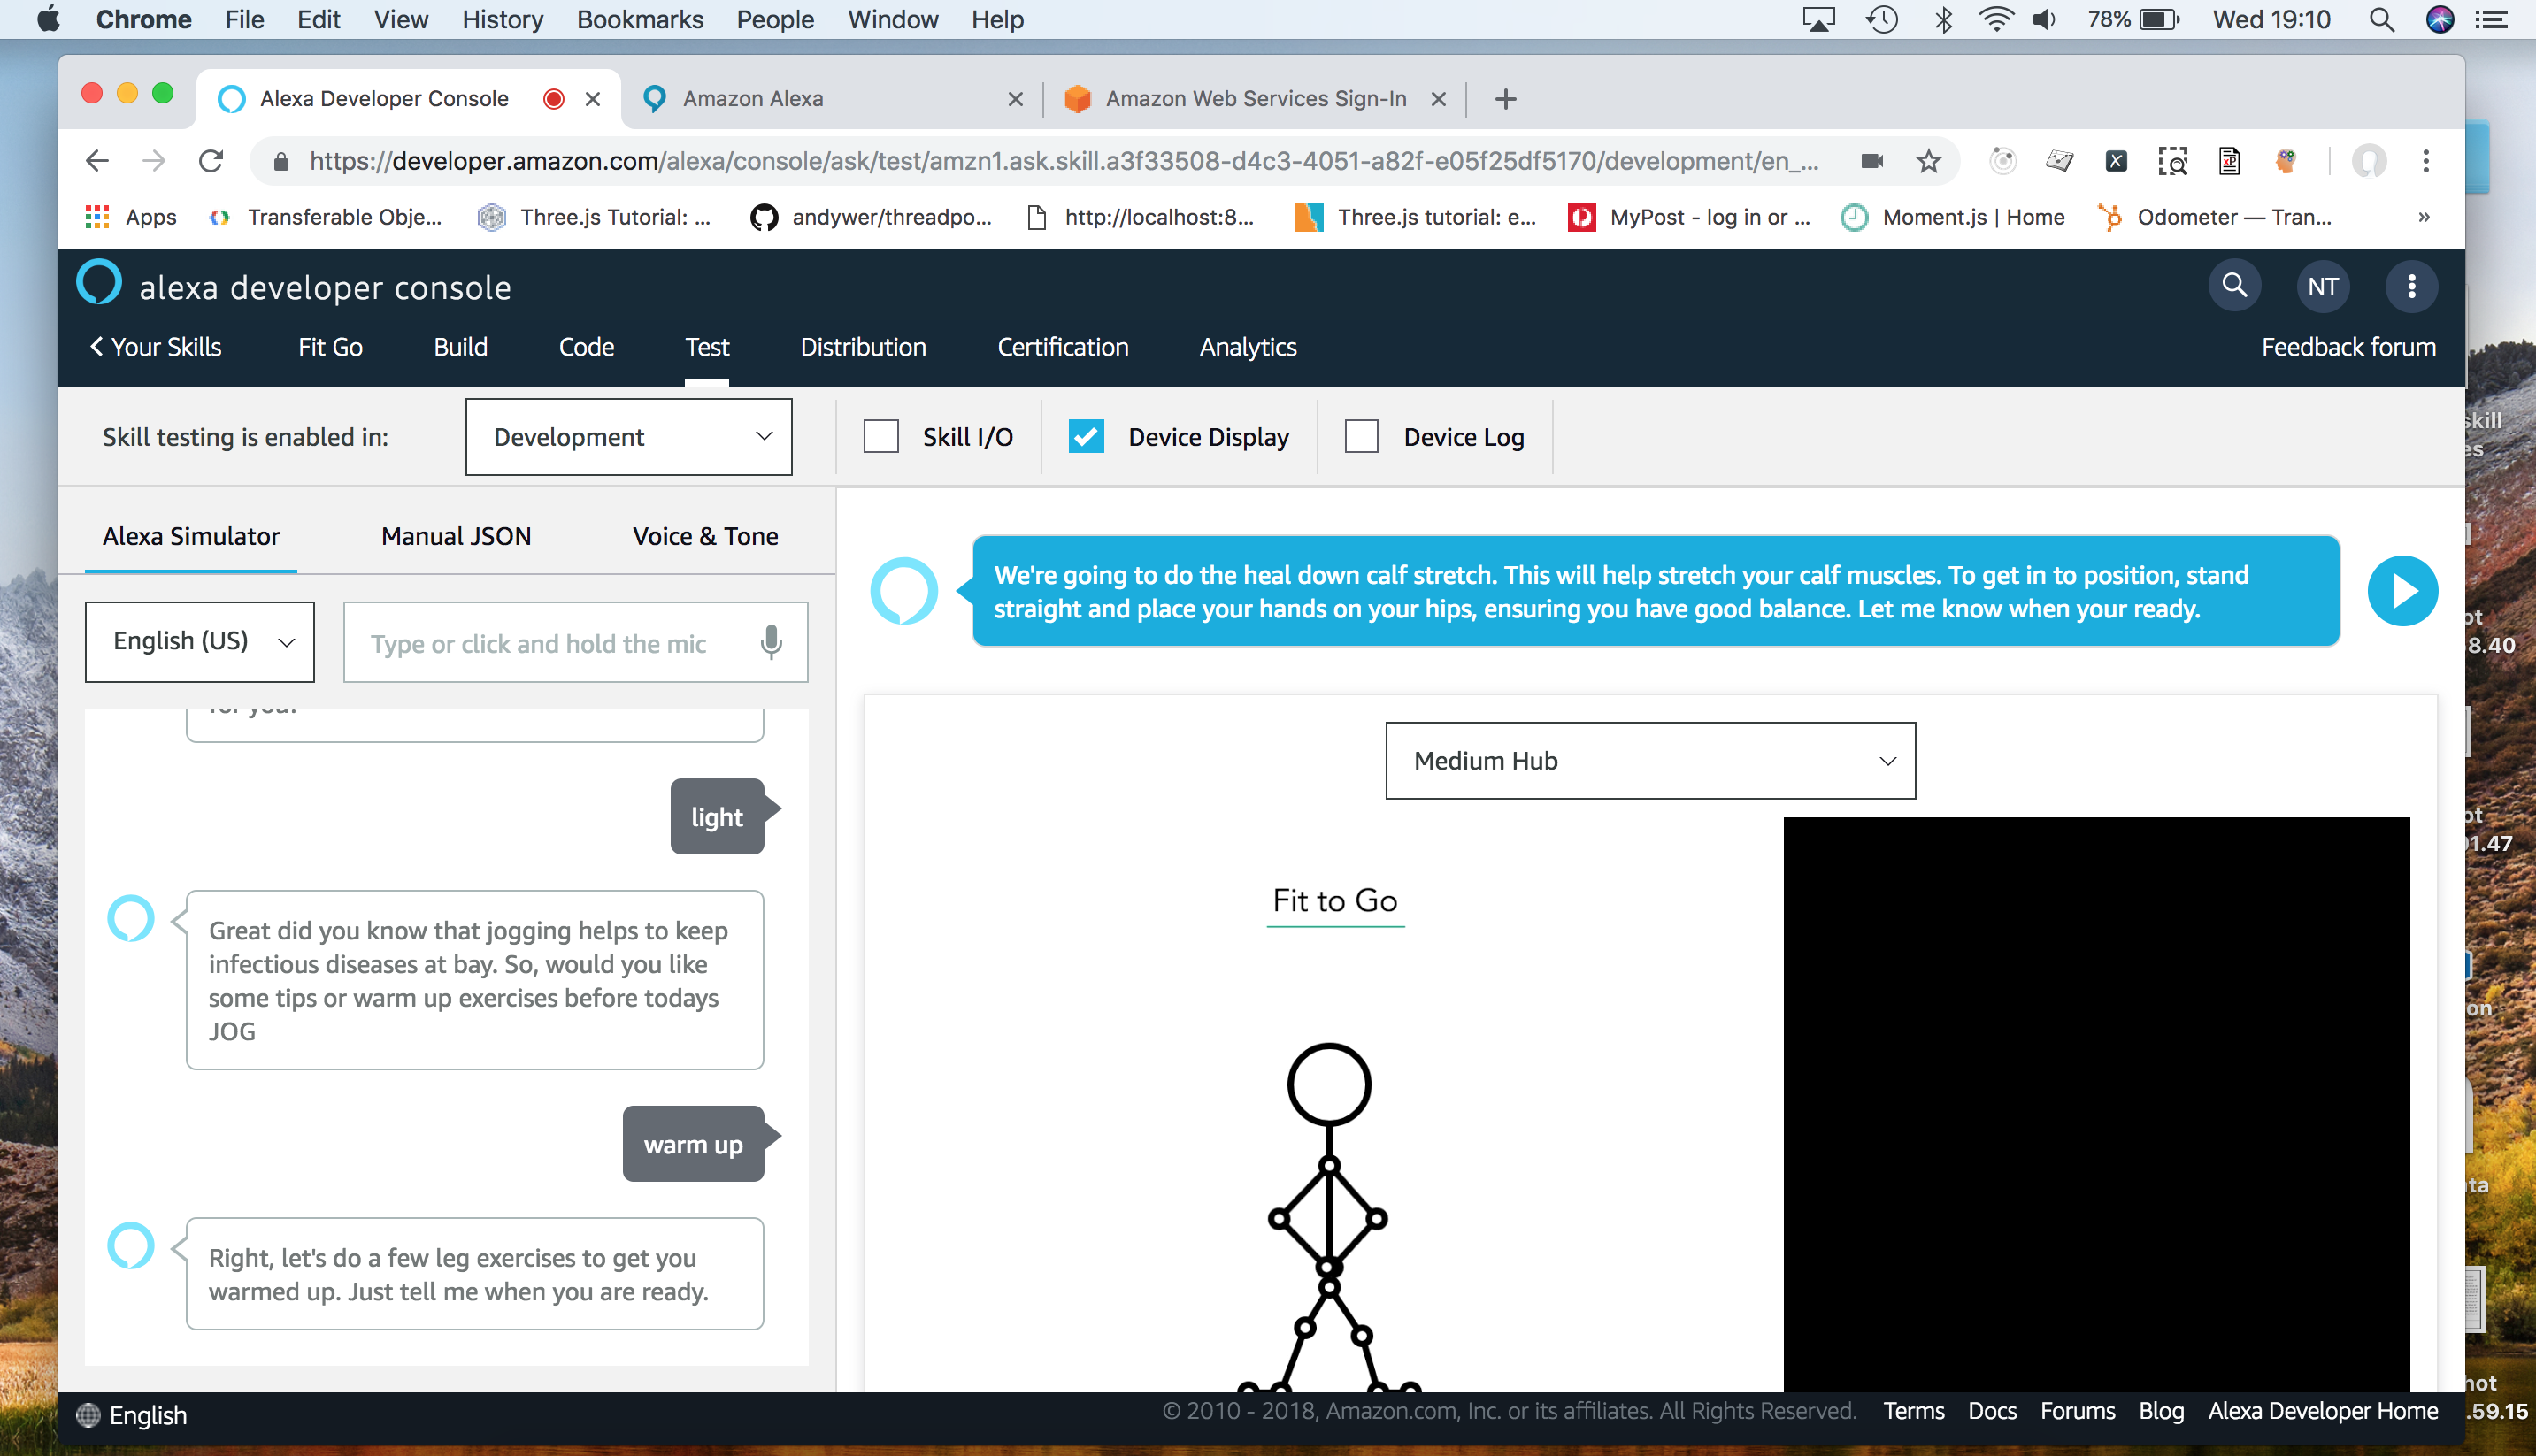 Chrome File Edit View History Bookmarks People Window Help 78% Wed 19:10
Alexa Developer Console Amazon Alexa Amazon Web Services Sign-In
https://developer.amazon.com/alexa/console/ask/test/amzn1.ask.skill.a3f33508-d4c3-4051-a82f-e05f25df5170/development/en_...
Apps Transferable Obje... Three.js Tutorial: ... andywer/threadpo... http://localhost:8... Three.js tutorial: e... MyPost - log in or ... Moment.js | Home Odometer — Tran... »
alexa developer console NT
Your Skills Fit Go Build Code Test Distribution Certification Analytics Feedback forum
Skill testing is enabled in: Development Skill I/O Device Display Device Log
Alexa Simulator Manual JSON Voice & Tone
English (US) Type or click and hold the mic
for you?
light
Great did you know that jogging helps to keep
infectious diseases at bay. So, would you like
some tips or warm up exercises before todays
JOG
warm up
Right, let's do a few leg exercises to get you
warmed up. Just tell me when you are ready.
We're going to do the heal down calf stretch. This will help stretch your calf muscles. To get in to position, stand
straight and place your hands on your hips, ensuring you have good balance. Let me know when your ready.
Medium Hub
Fit to Go
English © 2010 - 2018, Amazon.com, Inc. or its affiliates. All Rights Reserved. Terms Docs Forums Blog Alexa Developer Home
skill
8.40
.59.15